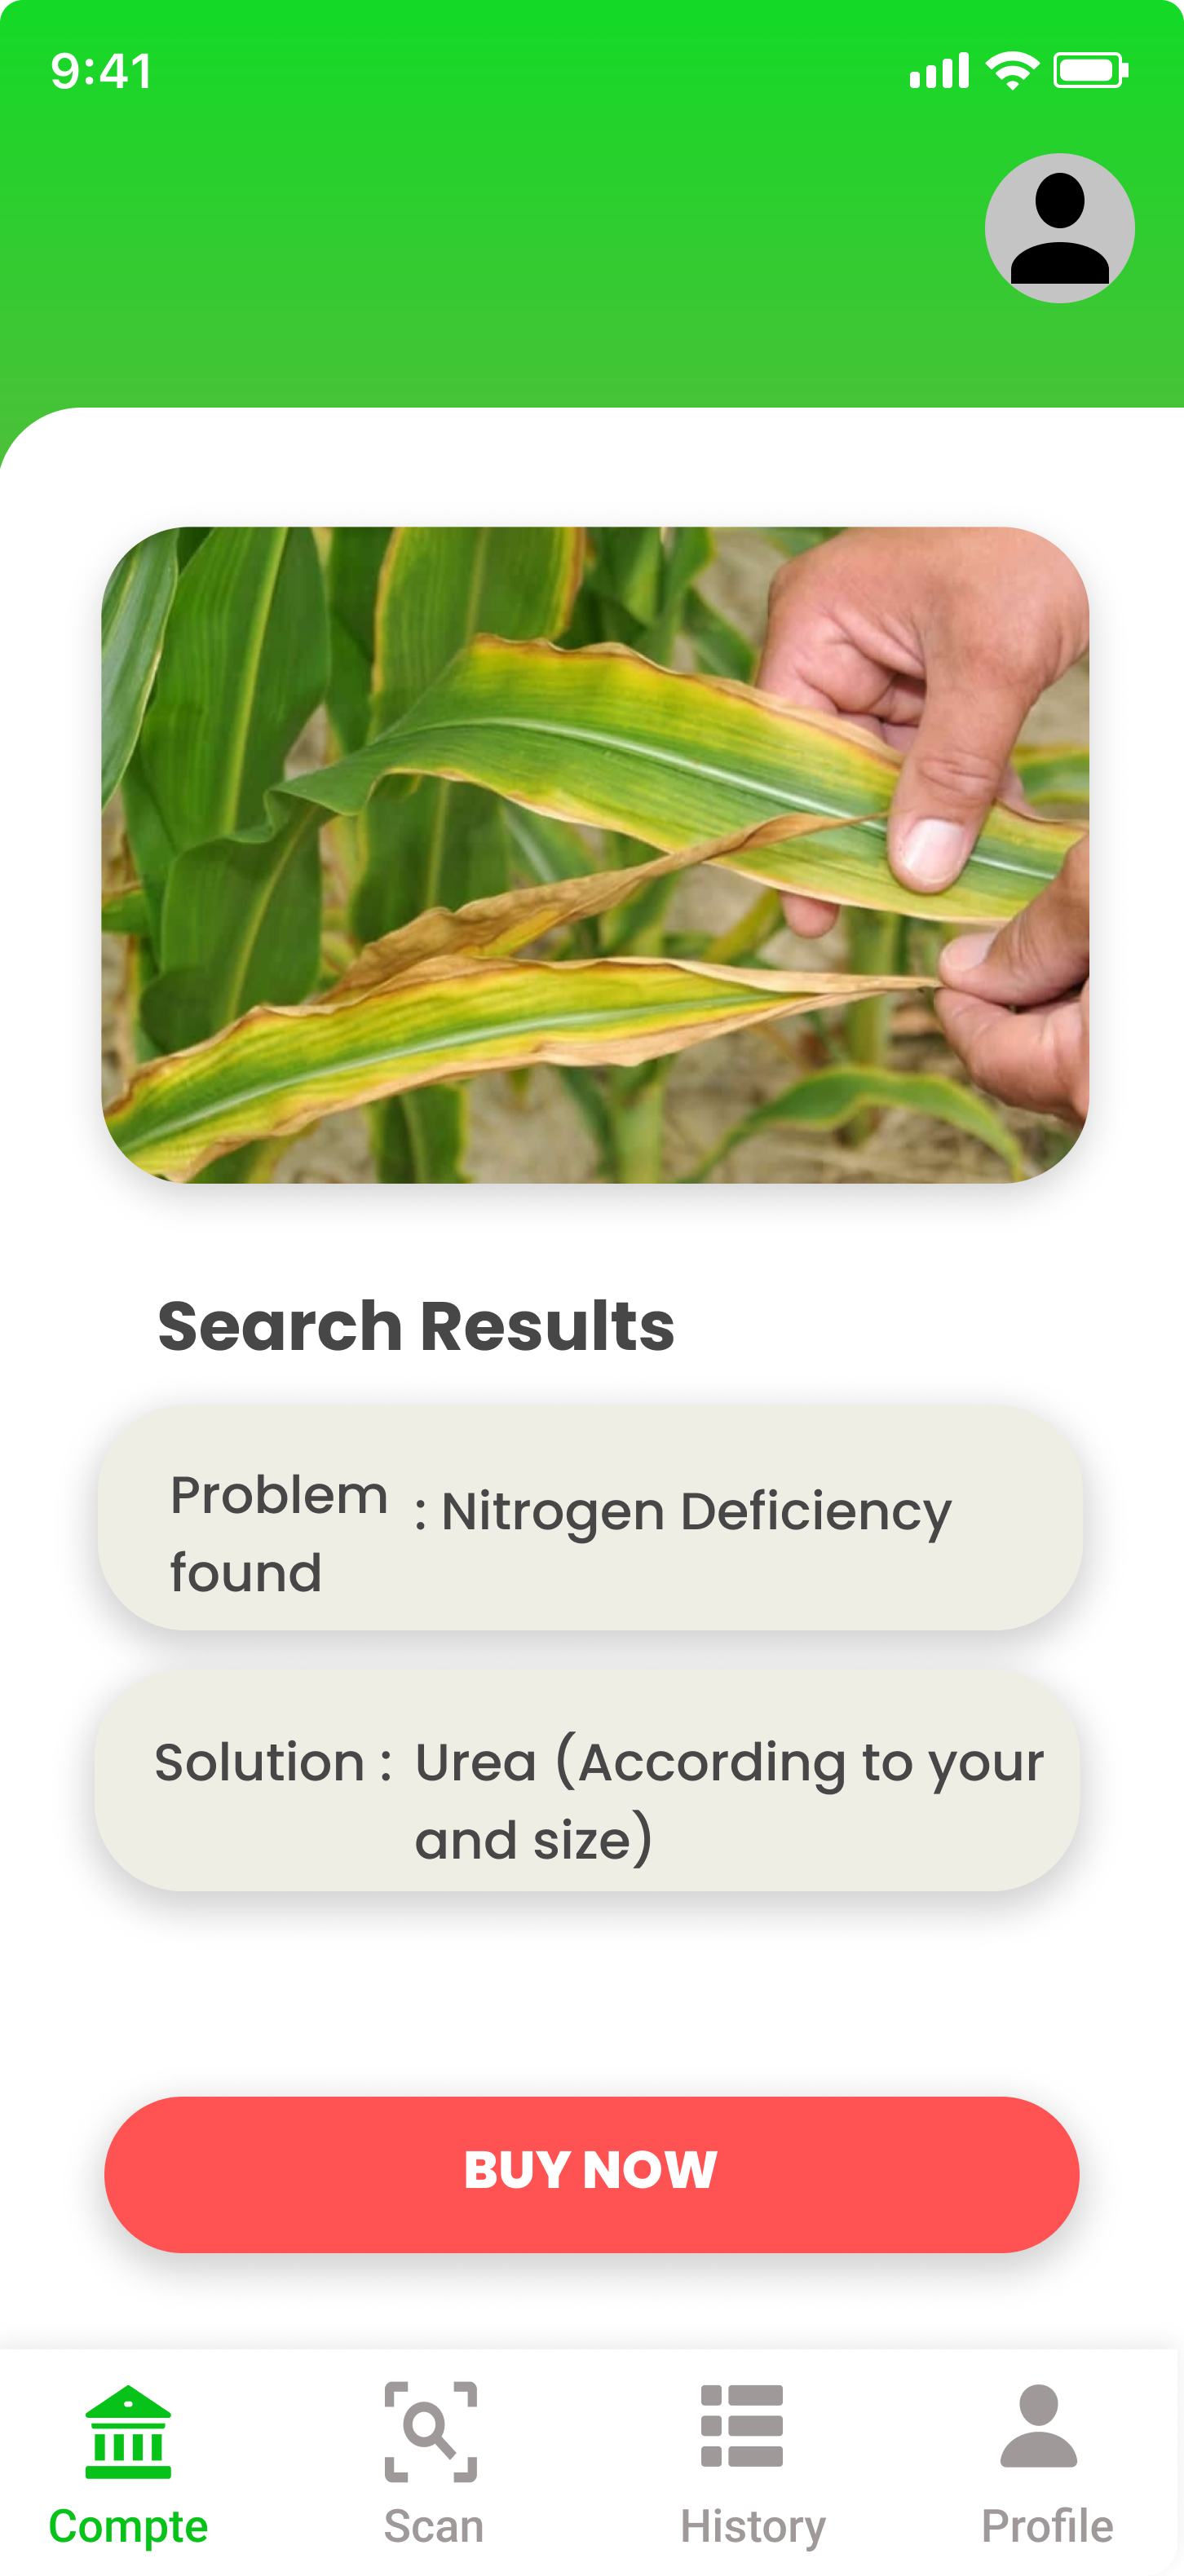 9:41
Search Results
Problem found
: Nitrogen Deficiency
Solution :
Urea (According to your
and size)
BUY NOW
Compte
Scan
History
Profile